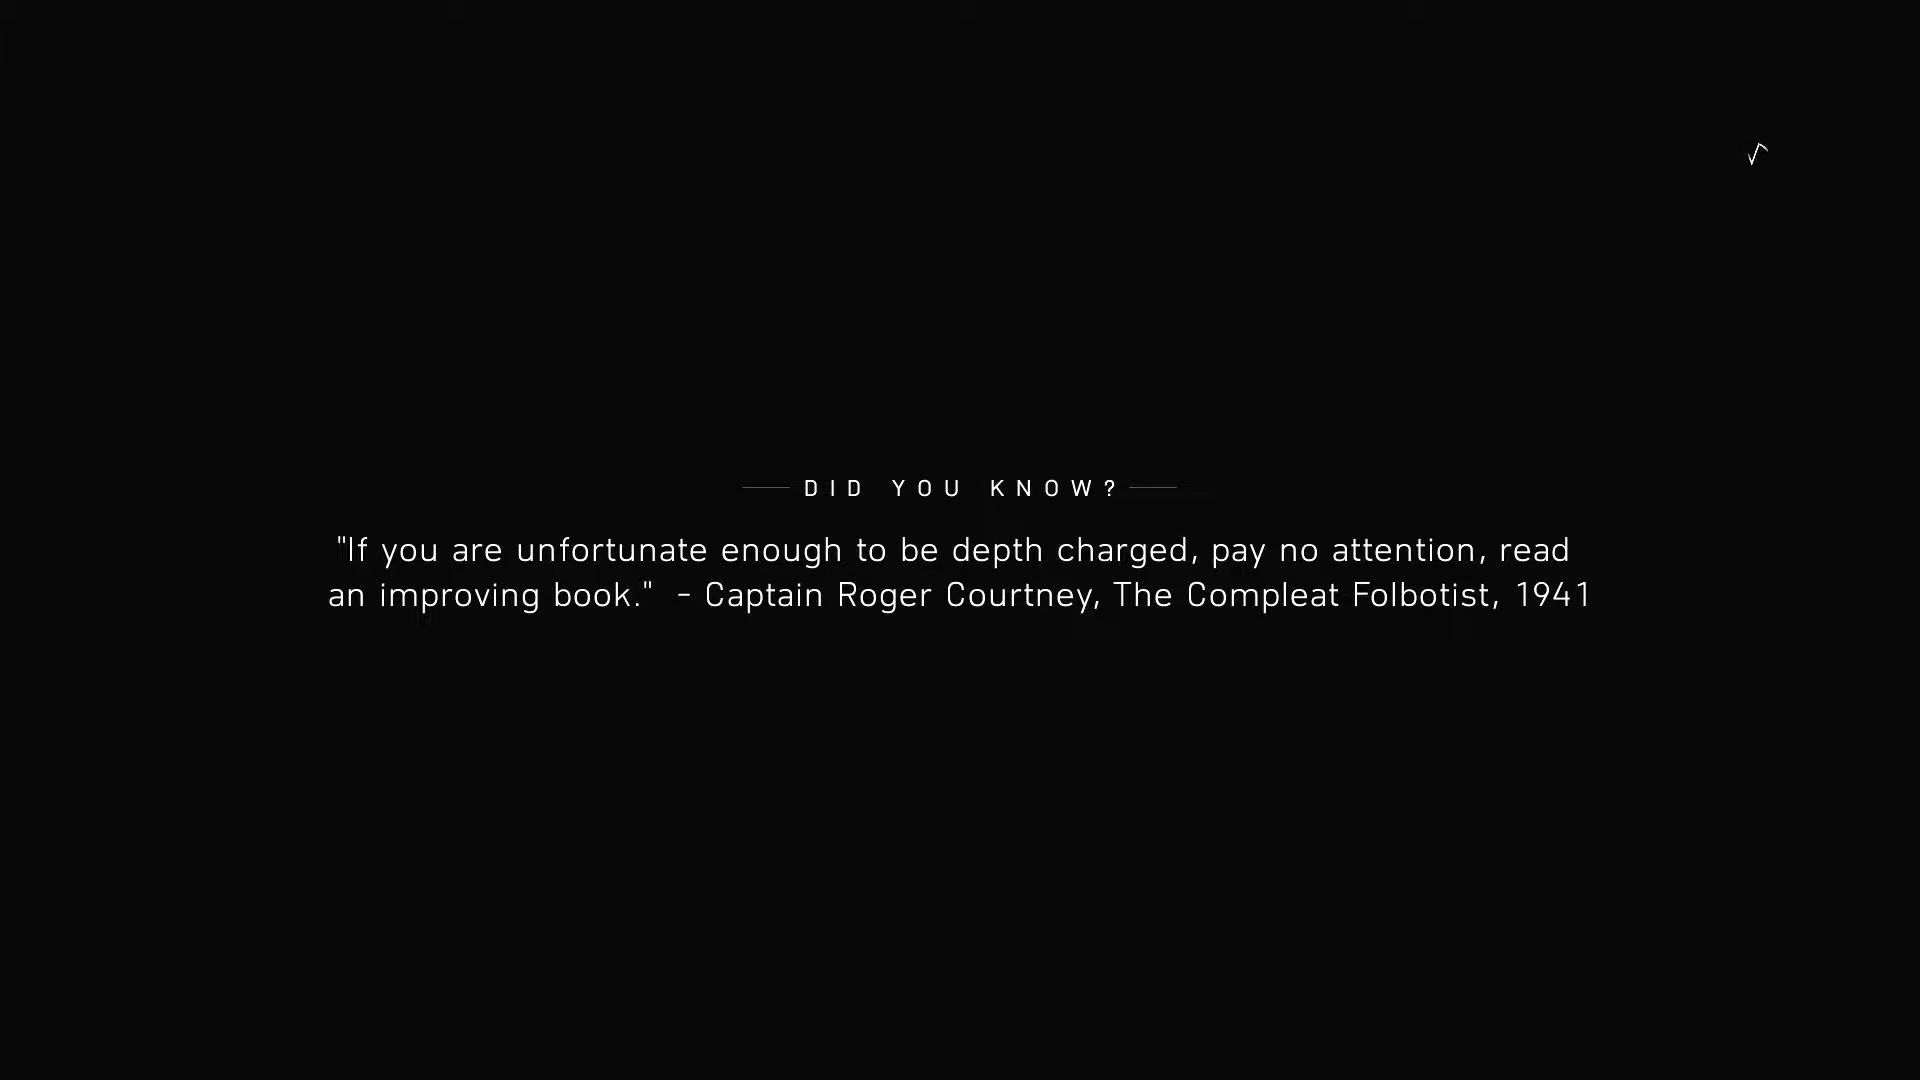 DID YOU KNOW?
"If you are unfortunate enough to be depth charged, pay no attention, read
an improving book."  - Captain Roger Courtney, The Compleat Folbotist, 1941